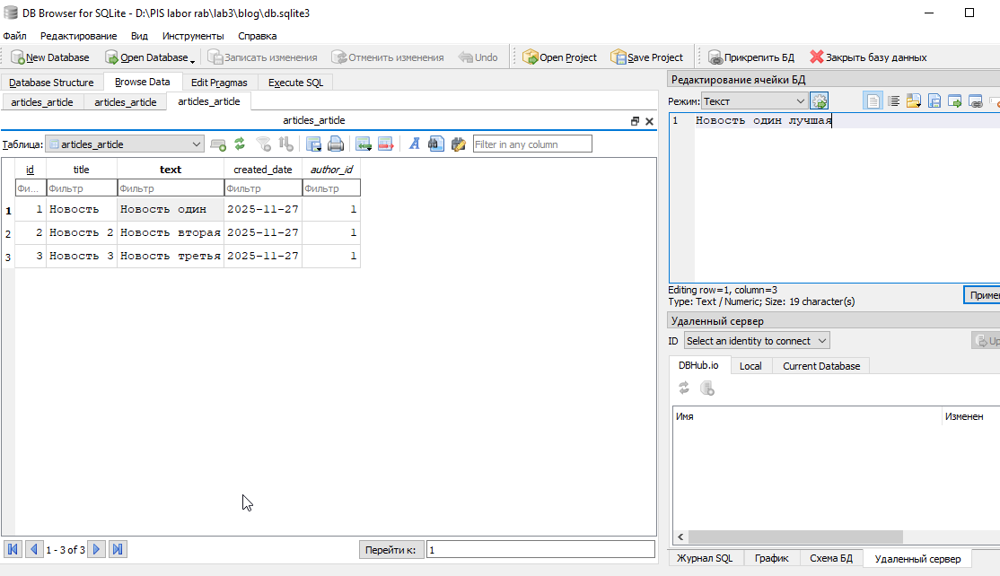 DB Browser for SQLite - D:\PIS labor rab\lab3\blog\db.sqlite3
Файл Редактирование Вид Инструменты Справка
New Database Open Database Записать изменения Отменить изменения Undo Open Project Save Project Прикрепить БД Закрыть базу данных
Database Structure Browse Data Edit Pragmas Execute SQL
articles_article articles_article articles_article
articles_article
Таблица: articles_article Filter in any column
id title text created_date author_id
Фи... Фильтр Фильтр Фильтр Фильтр
1 1 Новость Новость один 2025-11-27 1
2 2 Новость 2 Новость вторая 2025-11-27 1
3 3 Новость 3 Новость третья 2025-11-27 1
1 - 3 of 3 Перейти к: 1
Редактирование ячейки БД
Режим: Текст
1 Новость один лучшая
Editing row=1, column=3
Type: Text / Numeric; Size: 19 character(s)
Приме
Удаленный сервер
ID Select an identity to connect Up
DBHub.io Local Current Database
Имя Изменен
Журнал SQL График Схема БД Удаленный сервер